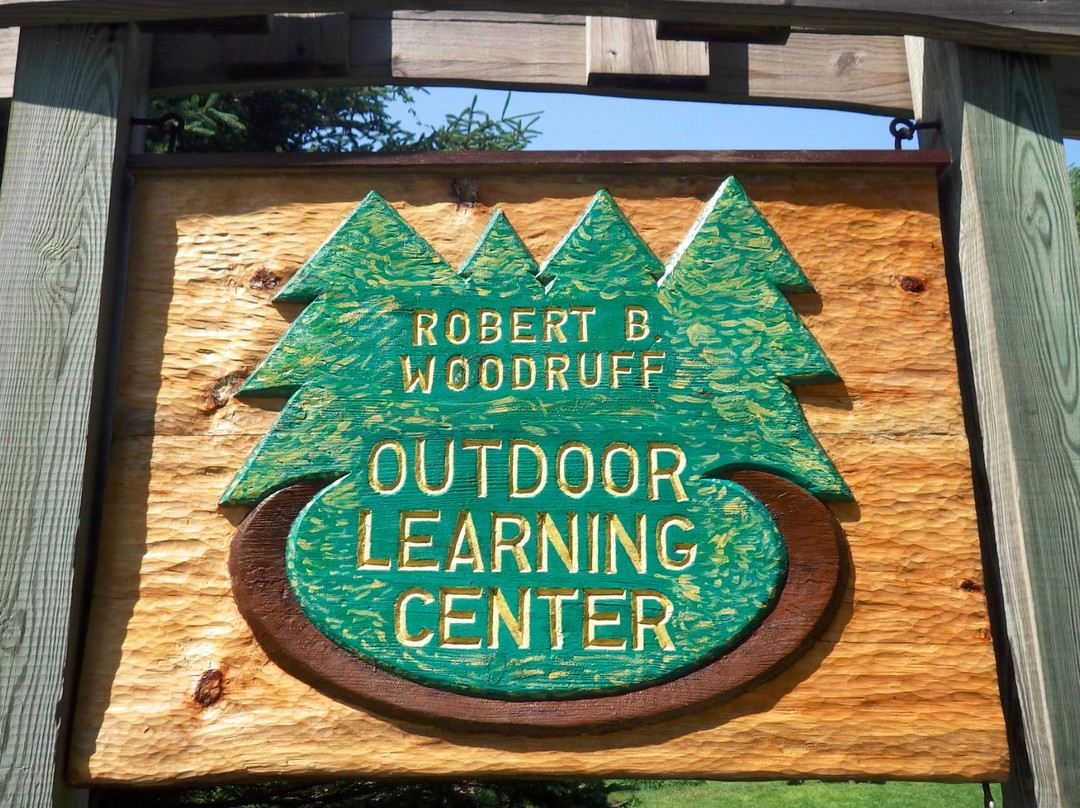 ROBERT B.
WOODRUFF
OUTDOOR
LEARNING
CENTER